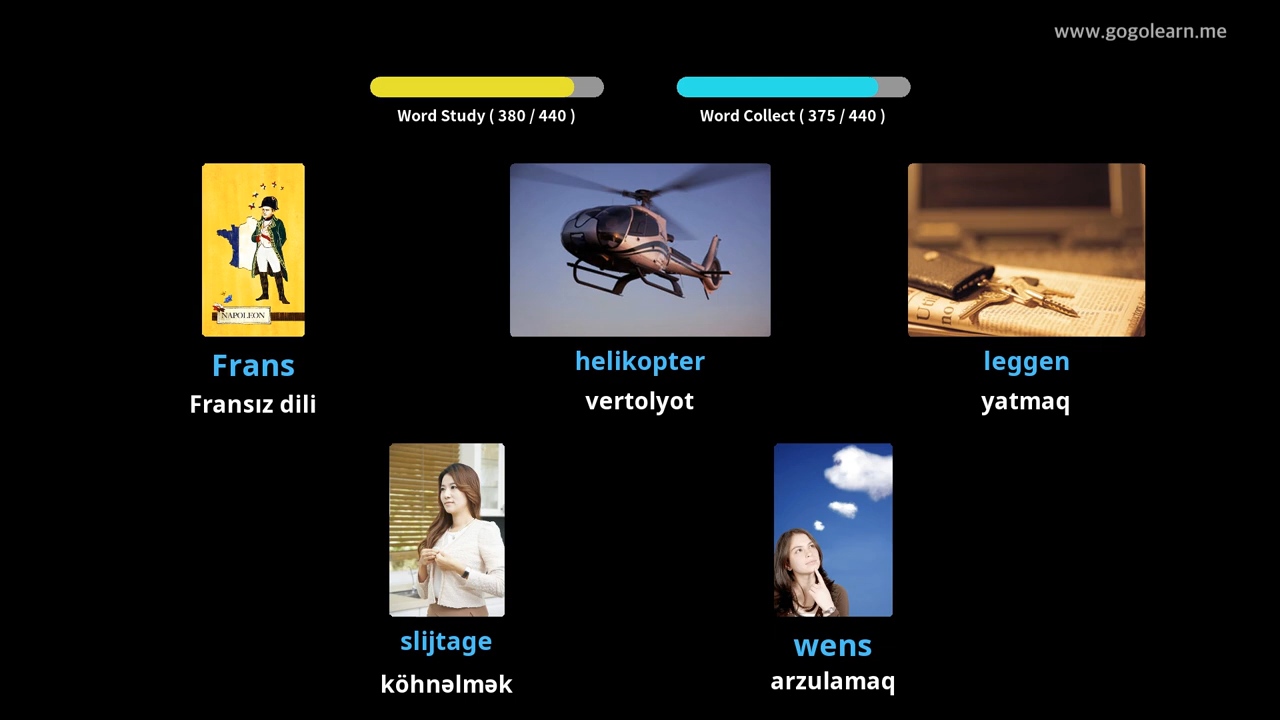 www.gogolearn.me
Word Study ( 380 / 440 )
Word Collect ( 375 / 440 )
NAPOLEON
Frans
Fransız dili
helikopter
vertolyot
leggen
yatmaq
slijtage
köhnəlmək
wens
arzulamaq